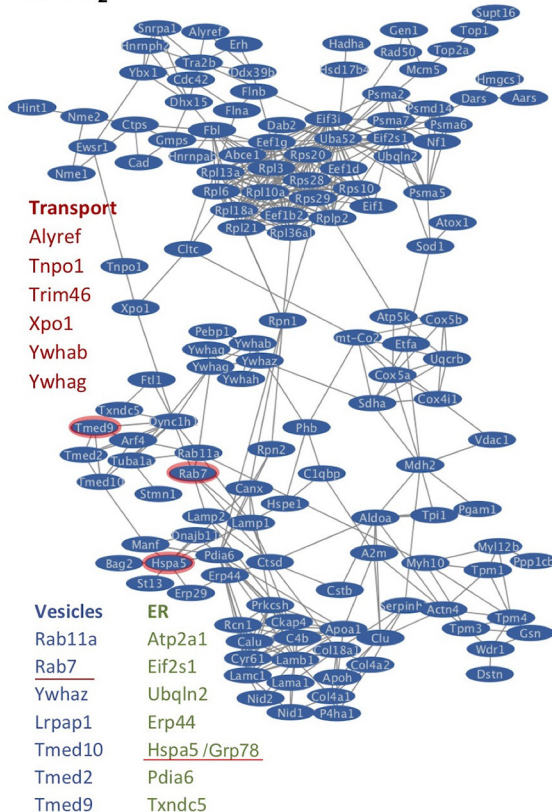 Supt16
Snrpa1
Alyref
Gen1
Top1
Hnrnph2
Erh
Hadha
Rad50
Top2a
Tra2b
Ybx1
Ddx39b
Hsd17b4
Mcm5
Cdc42
Hmgcs1
Flnb
Psma2
Dhx15
Dars
Aars
Hint1
Flna
Psmd14
Nme2
Eif3i
Psma7
Ctps
Fbl
Dab2
Psma6
Gmps
Uba52
Eif2s1
Nf1
Ewsr1
Eef1g
Hnrnpab
Abce1
Rps20
Ubqln2
Cad
Rpl3
Eef1d
Nme1
Rpl13a
Rps28
Rpl6
Rpl10a
Rps10
Psma5
Rps29
Eif1
Rpl18a
Eef1b2
Rplp2
Atox1
Rpl21
Rpl36a
Sod1
Cltc
Transport
Alyref
Tnpo1
Trim46
Xpo1
Ywhab
Ywhag
Tnpo1
Xpo1
Rpn1
Atp5k
Cox5b
Pebp1
mt-Co2
Ywhaq
Ywhab
Etfa
Ywhag
Ywhaz
Uqcrb
Ftl1
Ywhah
Cox5a
Sdha
Cox4i1
Txndc5
Tmed9
Dync1h
Phb
Arf4
Vdac1
Tmed2
Tuba1a
Rab11a
Rpn2
Mdh2
Rab7
C1qbp
Tmed10
Stmn1
Canx
Hspe1
Pgam1
Lamp2
Lamp1
Aldoa
Tpi1
Manf
Dnajb11
Myl12b
Bag2
Hspa5
Pdia6
Ctsd
A2m
Myh10
Tpm1
Ppp1cb
St13
Erp44
Erp29
Cstb
Prkcsh
Serpinh
Actn4
Tpm4
Rcn1
Ckap4
Apoa1
Tpm3
Gsn
Calu
C4b
Clu
Wdr1
Cyr61
Lamb1
Col18a1
Col4a2
Dstn
Lamc1
Lama1
Apoh
Nid2
Col4a1
Nid1
P4ha1
Vesicles
Rab11a
Rab7
Ywhaz
Lrpap1
Tmed10
Tmed2
Tmed9
ER
Atp2a1
Eif2s1
Ubqln2
Erp44
Hspa5 /Grp78
Pdia6
Txndc5